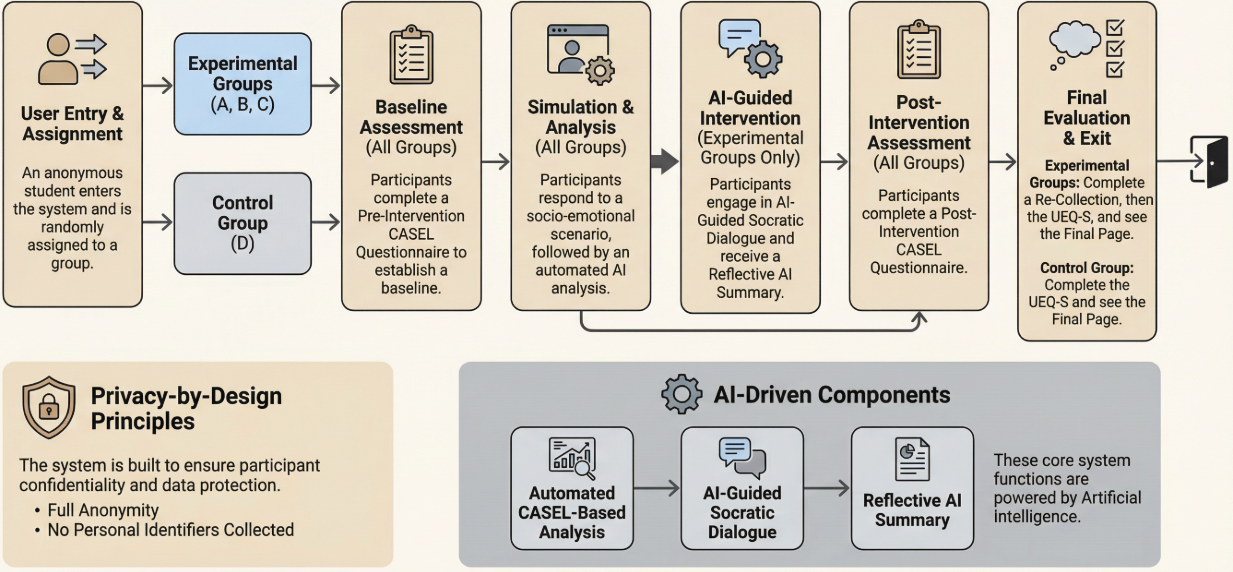 User Entry &
Assignment
An anonymous
student enters
the system and is
randomly
assigned to a
group.
Experimental
Groups
(A, B, C)
Control
Group
(D)
Baseline
Assessment
(All Groups)
Participants
complete a
Pre-Intervention
CASEL
Questionnaire to
establish a
baseline.
Simulation &
Analysis
(All Groups)
Participants
respond to a
socio-emotional
scenario,
followed by an
automated AI
analysis.
AI-Guided
Intervention
(Experimental
Groups Only)
Participants
engage in AI-
Guided Socratic
Dialogue and
receive a
Reflective AI
Summary.
Post-
Intervention
Assessment
(All Groups)
Participants
complete a Post-
Intervention
CASEL
Questionnaire.
Final
Evaluation
& Exit
Experimental
Groups: Complete
a Re-Collection, then
the UEQ-S, and see
the Final Page.
Control Group:
Complete the
UEQ-S and see the
Final Page.
Privacy-by-Design
Principles
The system is built to ensure participant
confidentiality and data protection.
• Full Anonymity
• No Personal Identifiers Collected
AI-Driven Components
Automated
CASEL-Based
Analysis
AI-Guided
Socratic
Dialogue
Reflective AI
Summary
These core system
functions are
powered by Artificial
Intelligence.